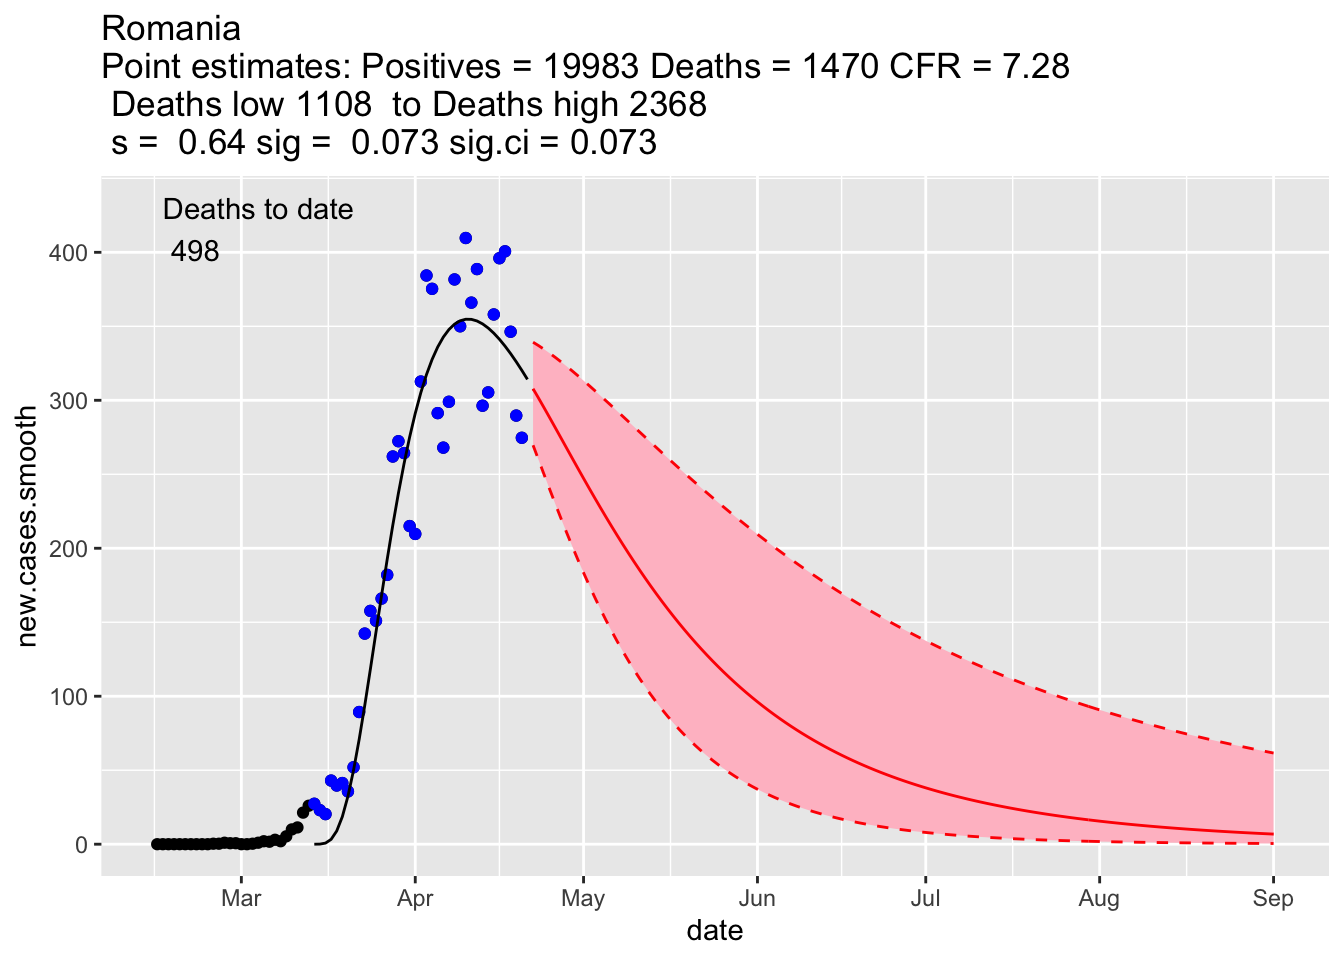 Romania
Point estimates: Positives = 19983 Deaths = 1470 CFR = 7.28
Deaths low 1108  to Deaths high 2368
s =  0.64 sig =  0.073 sig.ci = 0.073
Deaths to date
498
400
300
200
100
0
new.cases.smooth
Mar Apr May Jun Jul Aug Sep
date